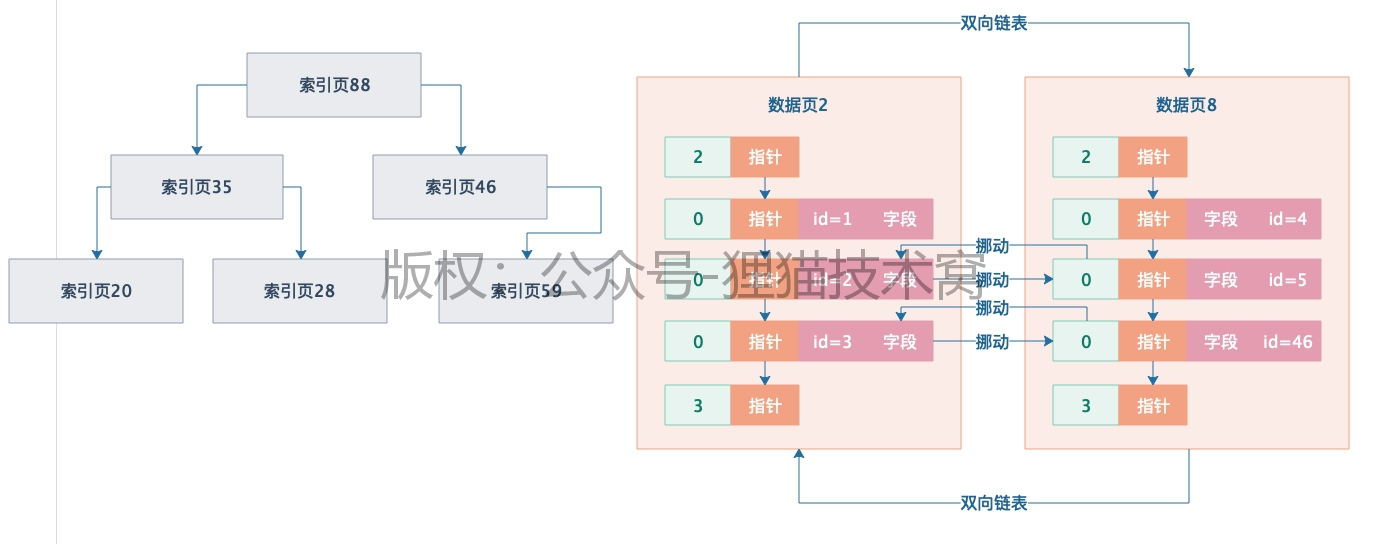 双向链表
索引页88
索引页35
索引页46
索引页20
索引页28
索引页59
数据页2
2 指针
0 指针 id=1 字段
0 指针 id=2 字段
0 指针 id=3 字段
3 指针
挪动
挪动
挪动
挪动
数据页8
2 指针
0 指针 字段 id=4
0 指针 字段 id=5
0 指针 字段 id=46
3 指针
双向链表
版权：公众号-狸猫技术窝